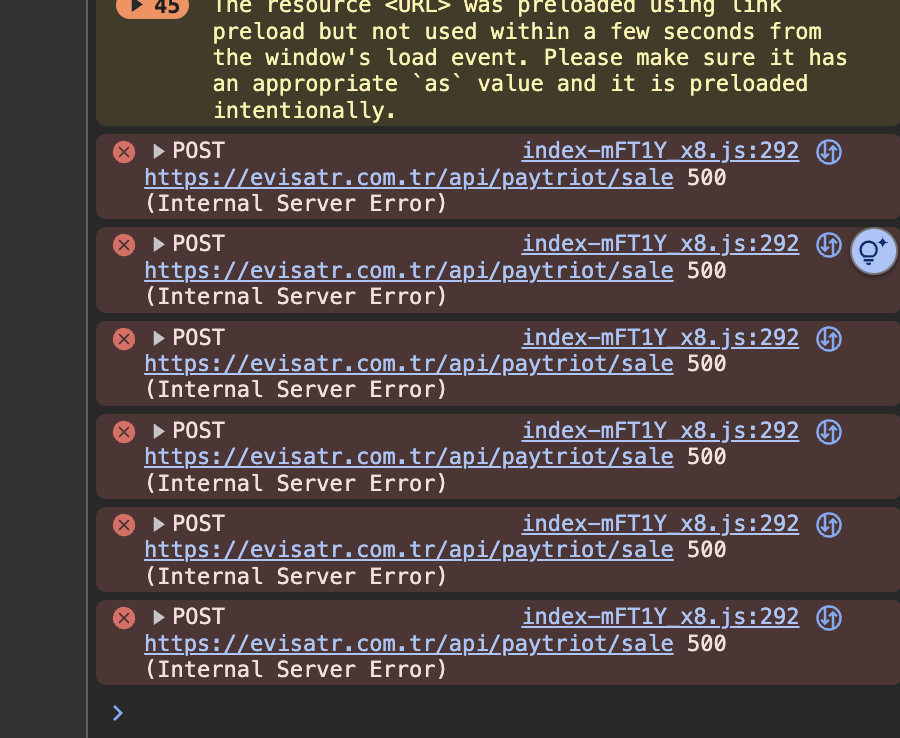 45
The resource <URL> was preloaded using link
preload but not used within a few seconds from
the window's load event. Please make sure it has
an appropriate `as` value and it is preloaded
intentionally.
POST index-mFT1Y_x8.js:292
https://evisatr.com.tr/api/paytriot/sale 500
(Internal Server Error)
POST index-mFT1Y_x8.js:292
https://evisatr.com.tr/api/paytriot/sale 500
(Internal Server Error)
POST index-mFT1Y_x8.js:292
https://evisatr.com.tr/api/paytriot/sale 500
(Internal Server Error)
POST index-mFT1Y_x8.js:292
https://evisatr.com.tr/api/paytriot/sale 500
(Internal Server Error)
POST index-mFT1Y_x8.js:292
https://evisatr.com.tr/api/paytriot/sale 500
(Internal Server Error)
POST index-mFT1Y_x8.js:292
https://evisatr.com.tr/api/paytriot/sale 500
(Internal Server Error)